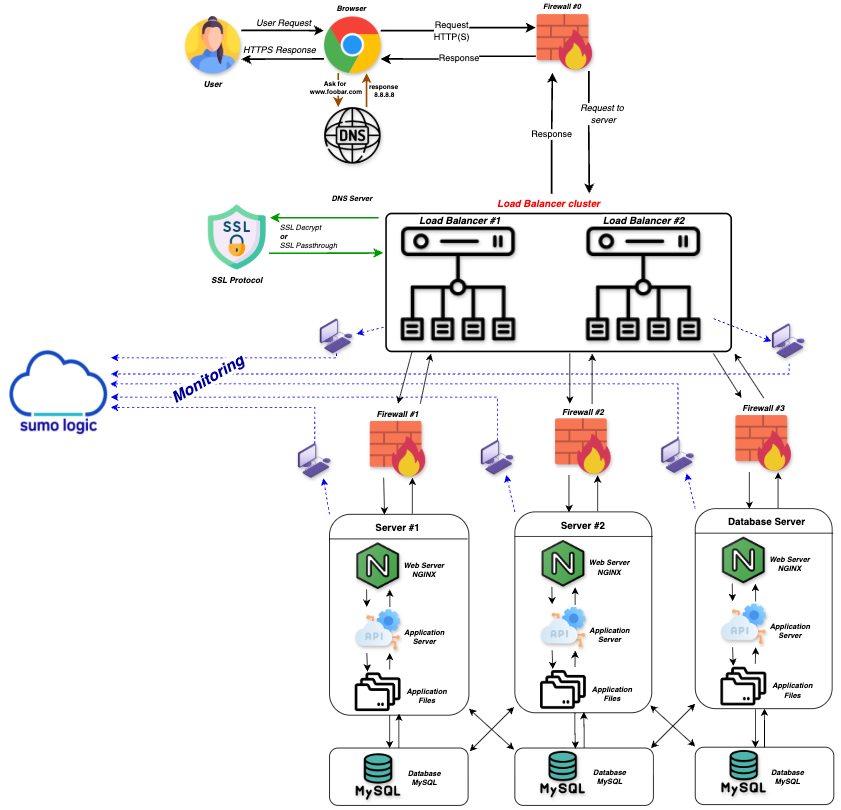 Browser
Firewall #0
User Request
Request
HTTP(S)
HTTPS Response
Response
User
Ask for
www.foobar.com
response
8.8.8.8
DNS
Request to
server
Response
DNS Server
Load Balancer cluster
SSL
SSL Decrypt
or
SSL Passthrough
SSL Protocol
Load Balancer #1
Load Balancer #2
Monitoring
sumo logic
Firewall #1
Firewall #2
Firewall #3
Server #1
Server #2
Database Server
Web Server
NGINX
Web Server
NGINX
Web Server
NGINX
API
Application
Server
API
Application
Server
API
Application
Server
Application
Files
Application
Files
Application
Files
MySQL
Database
MySQL
MySQL
Database
MySQL
MySQL
Database
MySQL